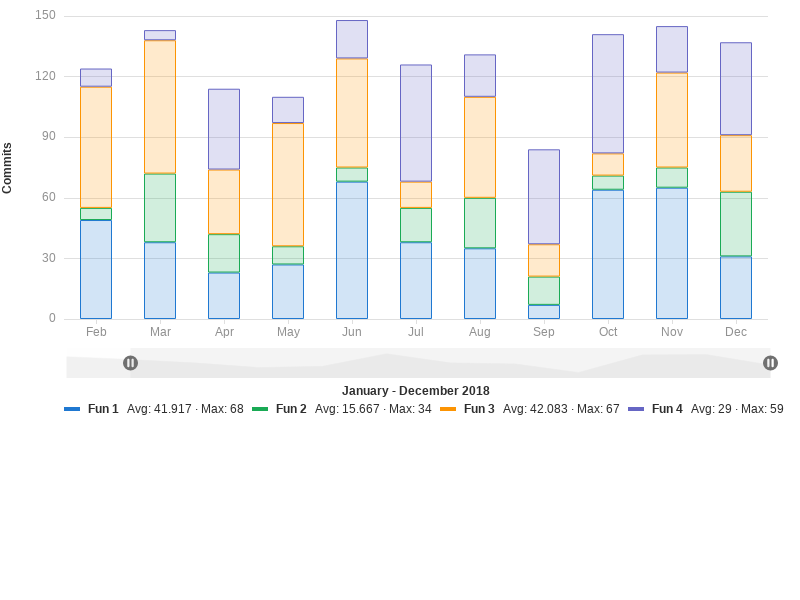 150
120
90
60
30
0
Commits
Feb Mar Apr May Jun Jul Aug Sep Oct Nov Dec
January - December 2018
Fun 1 Avg: 41.917 · Max: 68 Fun 2 Avg: 15.667 · Max: 34 Fun 3 Avg: 42.083 · Max: 67 Fun 4 Avg: 29 · Max: 59